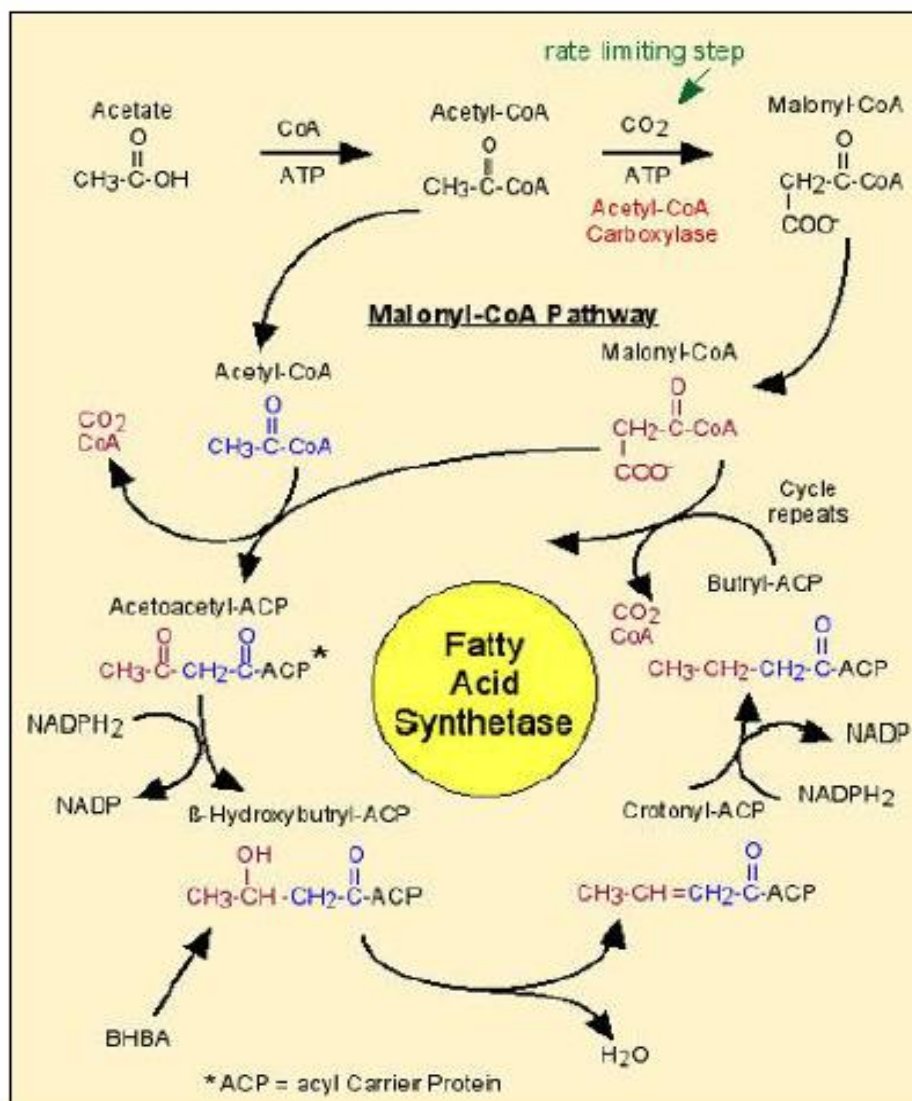 rate limiting step
Acetate
O
CH3-C-OH
CoA
ATP
Acetyl-CoA
O
CH3-C-CoA
CO2
ATP
Acetyl-CoA
Carboxylase
Malonyl-CoA
O
CH2-C-CoA
COO-
Malonyl-CoA Pathway
Acetyl-CoA
O
CH3-C-CoA
CO2
CoA
Malonyl-CoA
O
CH2-C-CoA
COO-
Cycle
repeats
Butryl-ACP
CO2
CoA
O
CH3-CH2-CH2-C-ACP
Acetoacetyl-ACP
O O
CH3-C-CH2-C-ACP*
Fatty
Acid
Synthetase
NADPH2
NADP
NADP
NADPH2
Crotonyl-ACP
ß-Hydroxybutryl-ACP
OH O
CH3-CH-CH2-C-ACP
O
CH3-CH=CH2-C-ACP
BHBA
H2O
*ACP = acyl Carrier Protein